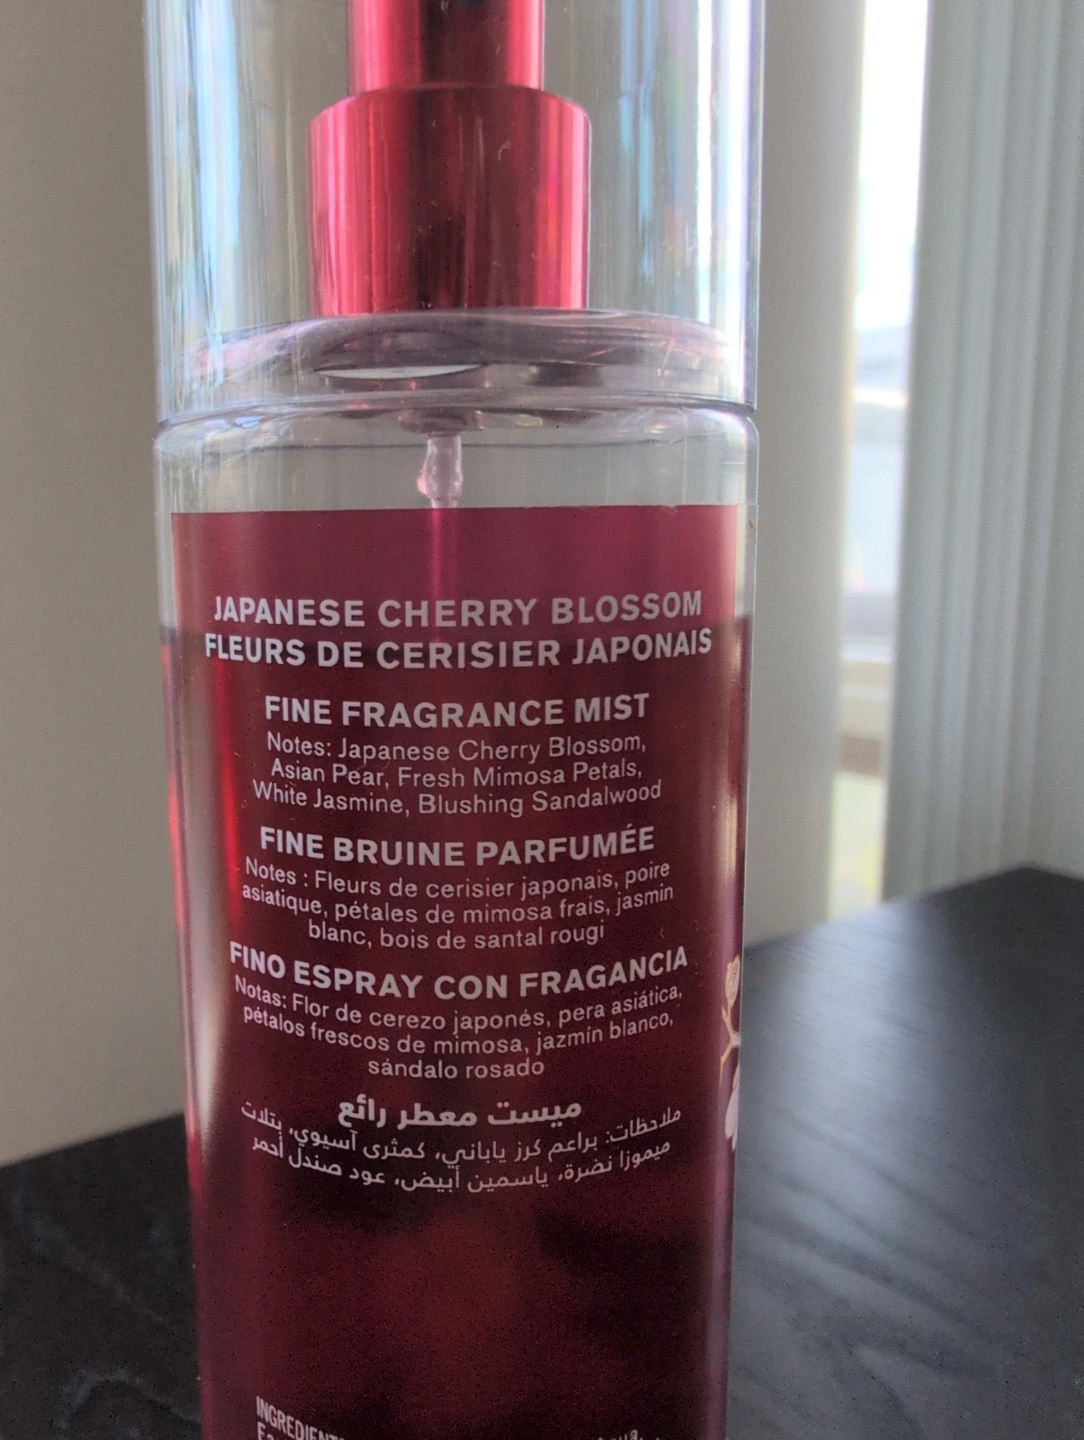 JAPANESE CHERRY BLOSSOM
FLEURS DE CERISIER JAPONAIS
FINE FRAGRANCE MIST
Notes: Japanese Cherry Blossom,
Asian Pear, Fresh Mimosa Petals,
White Jasmine, Blushing Sandalwood
FINE BRUINE PARFUMÉE
Notes : Fleurs de cerisier japonais, poire
asiatique, pétales de mimosa frais, jasmin
blanc, bois de santal rougi
FINO ESPRAY CON FRAGANCIA
Notas: Flor de cerezo japonés, pera asiática,
pétalos frescos de mimosa, jazmín blanco,
sándalo rosado
ميست معطر رائع
ملاحظات: براعم كرز ياباني، كمثرى آسيوي، بتلات
ميموزا نضرة، ياسمين أبيض، عود صندل أحمر